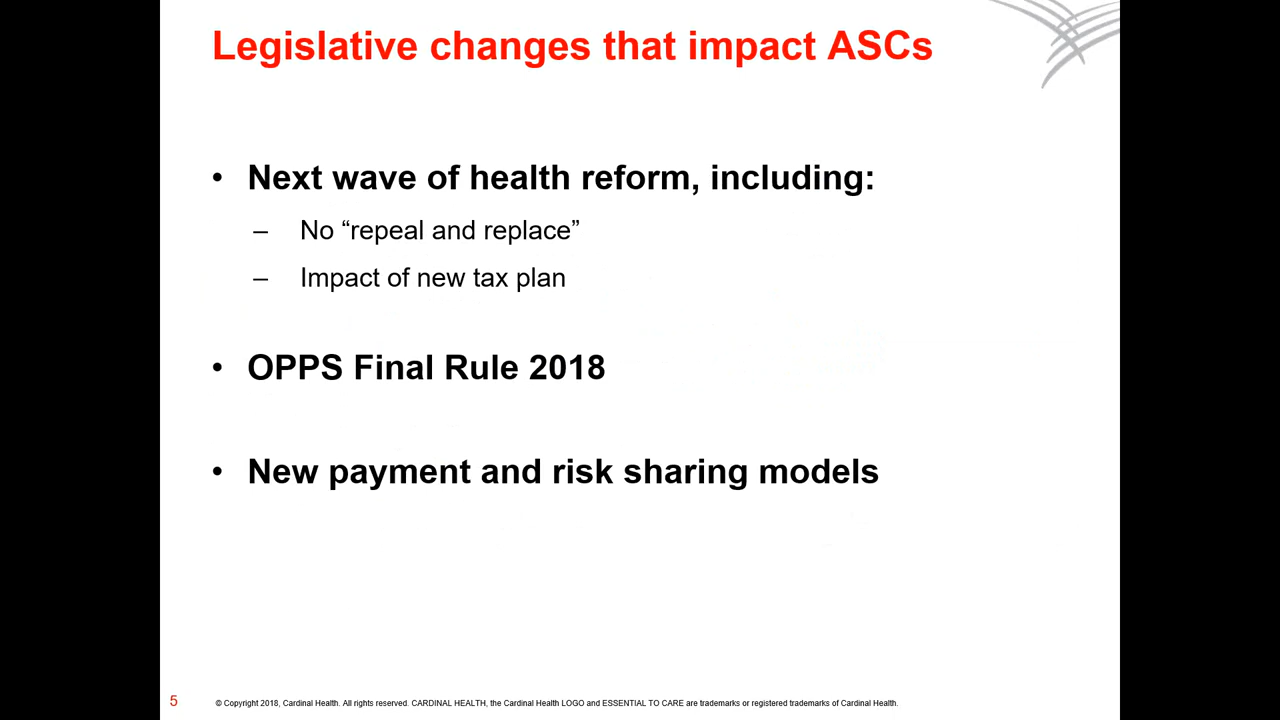 Legislative changes that impact ASCs
• Next wave of health reform, including:
– No “repeal and replace”
– Impact of new tax plan
• OPPS Final Rule 2018
• New payment and risk sharing models
5 © Copyright 2018, Cardinal Health. All rights reserved. CARDINAL HEALTH, the Cardinal Health LOGO and ESSENTIAL TO CARE are trademarks or registered trademarks of Cardinal Health.